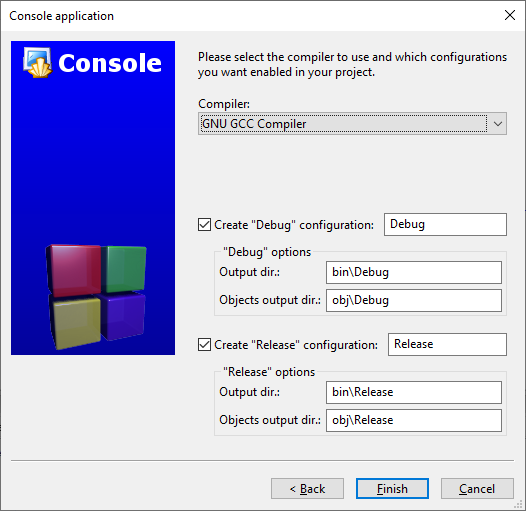 Console application
Console
Please select the compiler to use and which configurations
you want enabled in your project.
Compiler:
GNU GCC Compiler
Create "Debug" configuration: Debug
"Debug" options
Output dir.: bin\Debug
Objects output dir.: obj\Debug
Create "Release" configuration: Release
"Release" options
Output dir.: bin\Release
Objects output dir.: obj\Release
< Back Finish Cancel